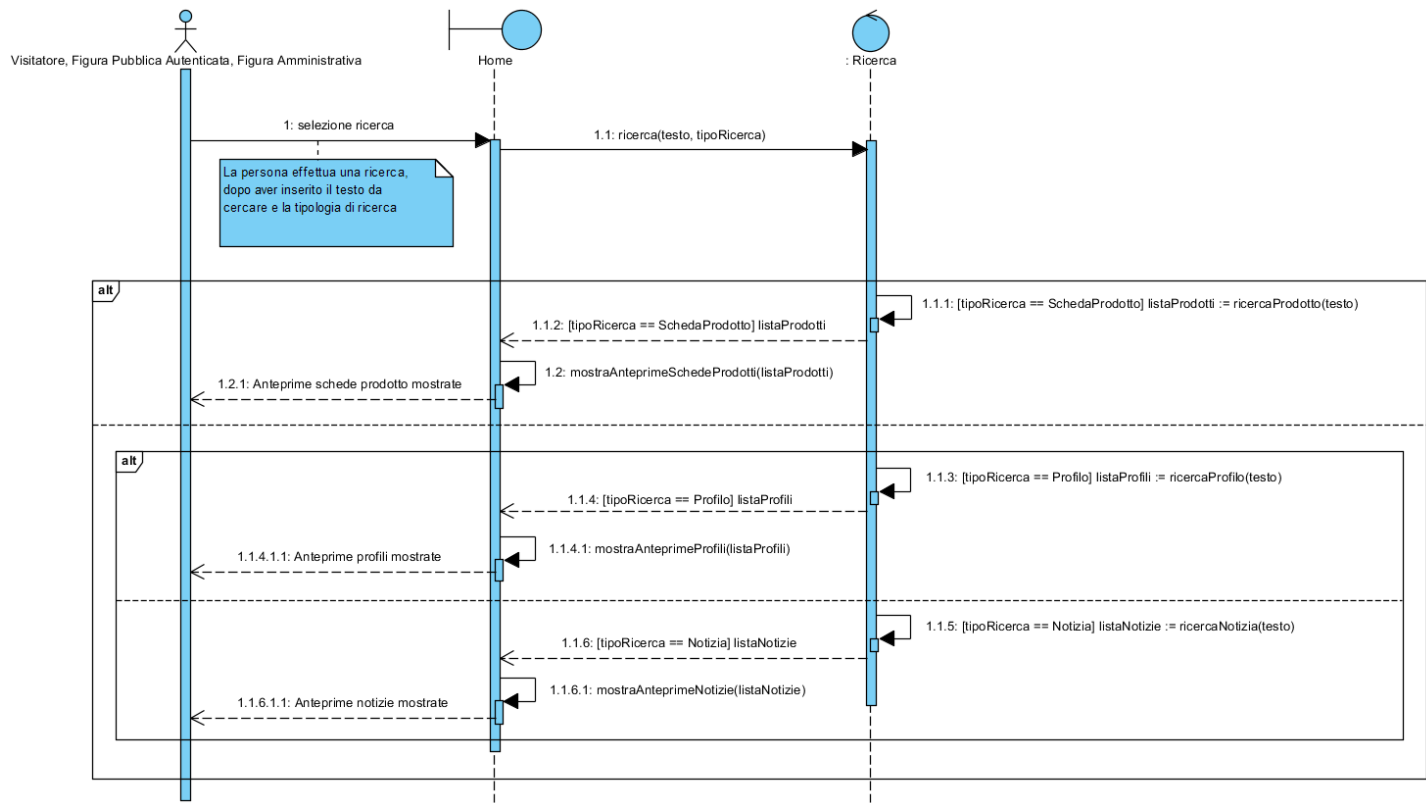 Visitatore, Figura Pubblica Autenticata, Figura Amministrativa
Home
: Ricerca
1: selezione ricerca
1.1: ricerca(testo, tipoRicerca)
La persona effettua una ricerca,
dopo aver inserito il testo da
cercare e la tipologia di ricerca
alt
1.1.1: [tipoRicerca == SchedaProdotto] listaProdotti := ricercaProdotto(testo)
1.1.2: [tipoRicerca == SchedaProdotto] listaProdotti
1.2: mostraAnteprimeSchedeProdotti(listaProdotti)
1.2.1: Anteprime schede prodotto mostrate
alt
1.1.3: [tipoRicerca == Profilo] listaProfili := ricercaProfilo(testo)
1.1.4: [tipoRicerca == Profilo] listaProfili
1.1.4.1: mostraAnteprimeProfili(listaProfili)
1.1.4.1.1: Anteprime profili mostrate
1.1.5: [tipoRicerca == Notizia] listaNotizie := ricercaNotizia(testo)
1.1.6: [tipoRicerca == Notizia] listaNotizie
1.1.6.1: mostraAnteprimeNotizie(listaNotizie)
1.1.6.1.1: Anteprime notizie mostrate